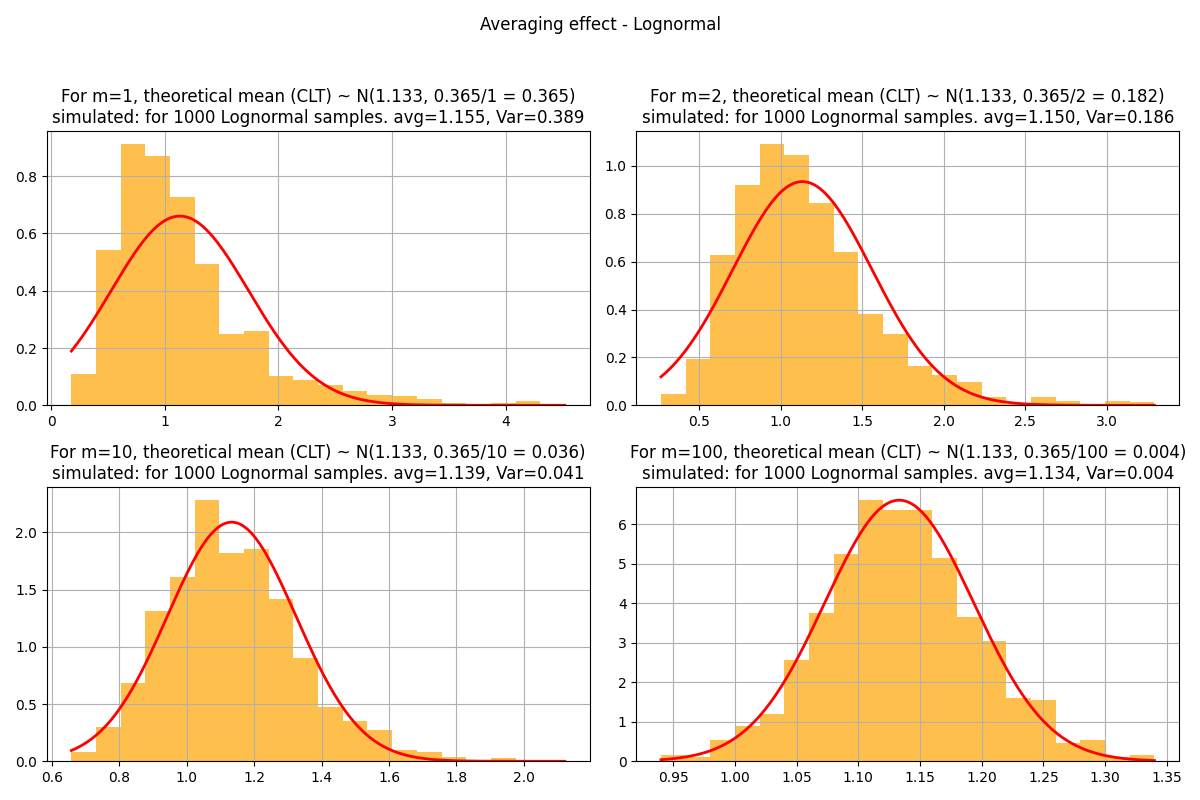 Averaging effect - Lognormal
For m=1, theoretical mean (CLT) ~ N(1.133, 0.365/1 = 0.365)
simulated: for 1000 Lognormal samples. avg=1.155, Var=0.389
0.8
0.6
0.4
0.2
0.0
0 1 2 3 4
For m=2, theoretical mean (CLT) ~ N(1.133, 0.365/2 = 0.182)
simulated: for 1000 Lognormal samples. avg=1.150, Var=0.186
1.0
0.8
0.6
0.4
0.2
0.0
0.5 1.0 1.5 2.0 2.5 3.0
For m=10, theoretical mean (CLT) ~ N(1.133, 0.365/10 = 0.036)
simulated: for 1000 Lognormal samples. avg=1.139, Var=0.041
2.0
1.5
1.0
0.5
0.0
0.6 0.8 1.0 1.2 1.4 1.6 1.8 2.0
For m=100, theoretical mean (CLT) ~ N(1.133, 0.365/100 = 0.004)
simulated: for 1000 Lognormal samples. avg=1.134, Var=0.004
6
5
4
3
2
1
0
0.95 1.00 1.05 1.10 1.15 1.20 1.25 1.30 1.35